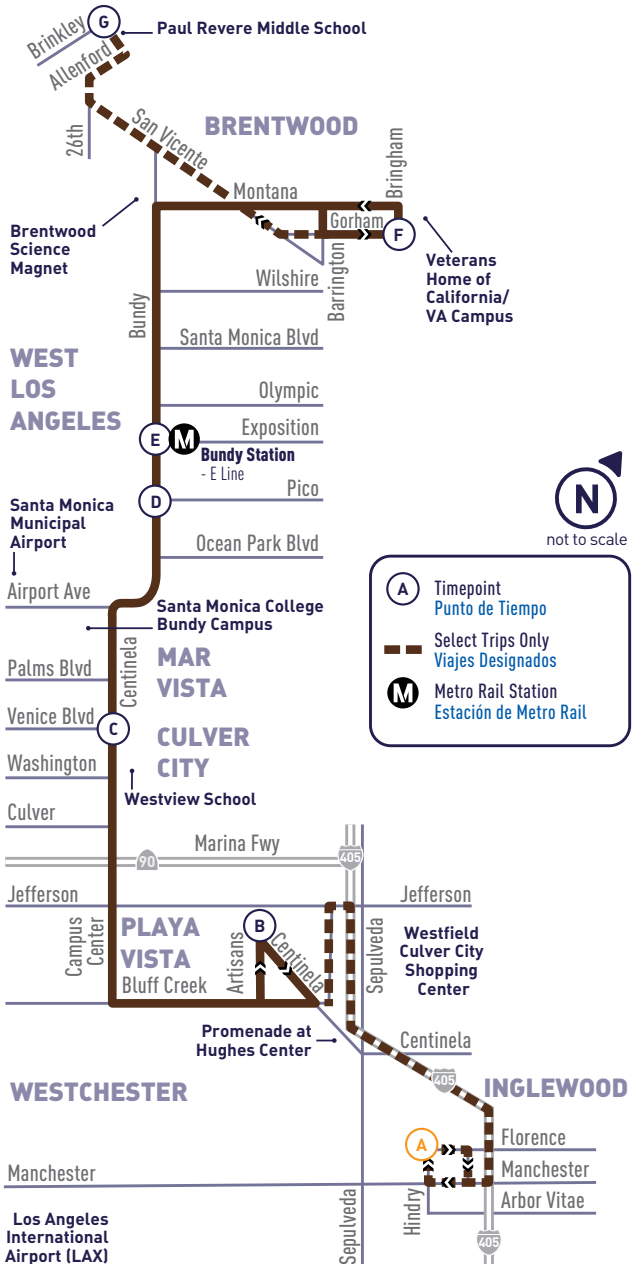 G
Paul Revere Middle School
Brinkley
Allenford
26th
San Vicente
BRENTWOOD
Bringham
Montana
Gorham
F
Brentwood
Science
Magnet
Barrington
Veterans
Home of
California/
VA Campus
Wilshire
Bundy
Santa Monica Blvd
WEST
LOS
ANGELES
Olympic
Exposition
E
M
Bundy Station
- E Line
Pico
D
N
not to scale
Santa Monica
Municipal
Airport
Ocean Park Blvd
Airport Ave
Santa Monica College
Bundy Campus
A
Timepoint
Punto de Tiempo
Select Trips Only
Viajes Designados
M
Metro Rail Station
Estación de Metro Rail
Centinela
MAR
VISTA
Palms Blvd
Venice Blvd
C
CULVER
CITY
Washington
Westview School
Culver
Marina Fwy
90
405
Jefferson
Jefferson
Campus
Center
PLAYA
VISTA
Bluff Creek
Artisans
B
Centinela
Sepulveda
Westfield
Culver City
Shopping
Center
Promenade at
Hughes Center
Centinela
405
WESTCHESTER
INGLEWOOD
A
Florence
Manchester
Manchester
Hindry
Arbor Vitae
Sepulveda
405
Los Angeles
International
Airport (LAX)